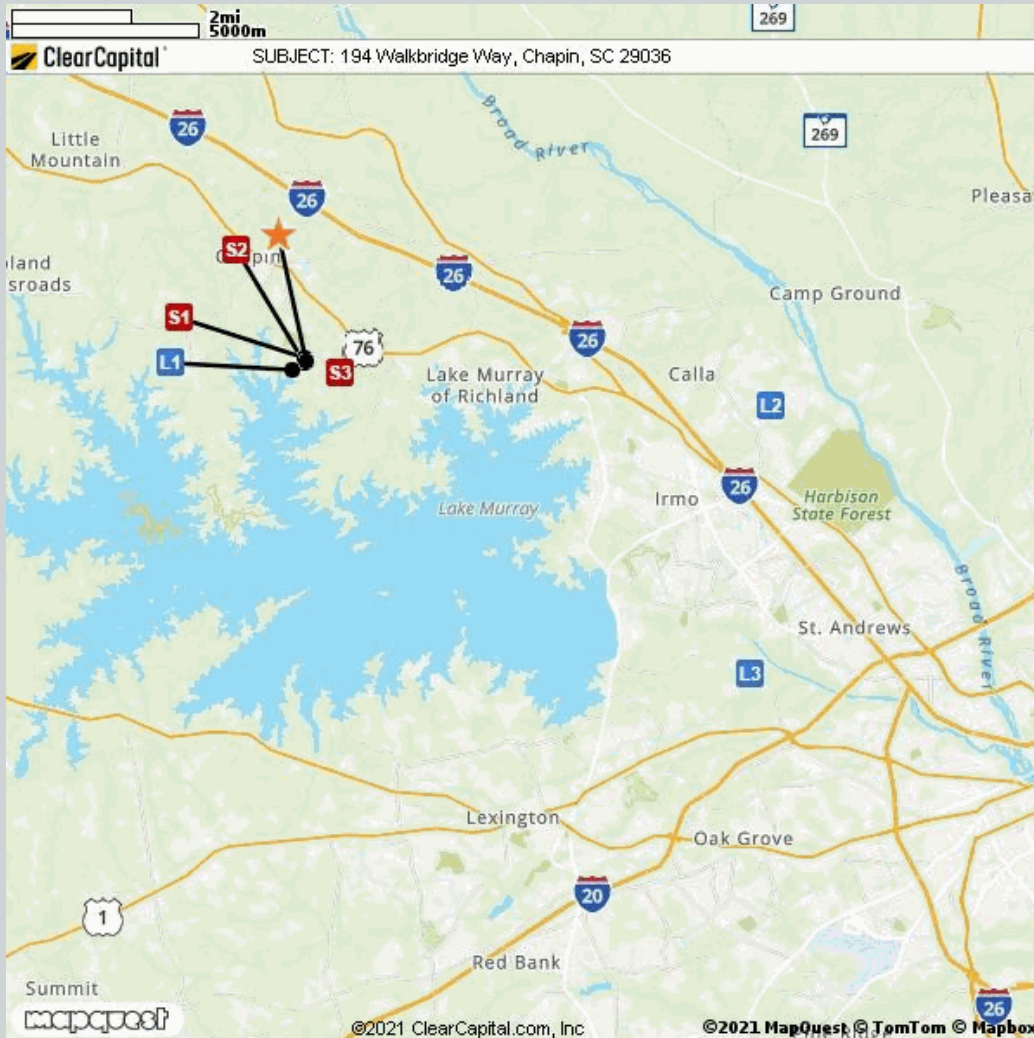 2mi
5000m
269
ClearCapital
SUBJECT: 194 Walkbridge Way, Chapin, SC 29036
26
Little
Mountain
Broad River
269
26
Pleasa
S2
Chapin
land
sroads
26
Camp Ground
S1
26
76
L1
S3
Lake Murray
of Richland
Calla
L2
26
Irmo
Harbison
State Forest
Lake Murray
Broad River
St. Andrews
L3
Lexington
Oak Grove
20
1
Red Bank
Summit
26
mapquest
©2021 ClearCapital.com, Inc
©2021 MapQuest © TomTom © Mapbox